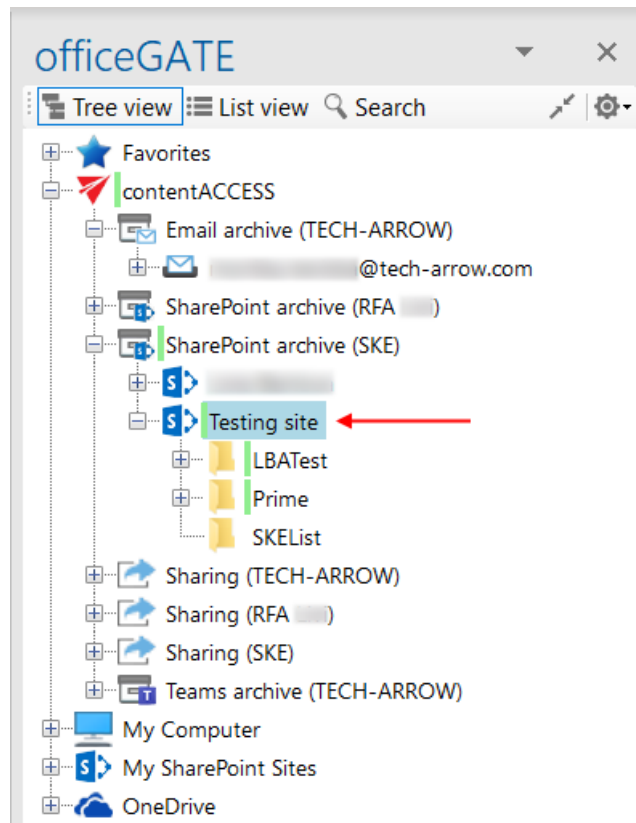 officeGATE
Tree view List view Search
Favorites
contentACCESS
Email archive (TECH-ARROW)
@tech-arrow.com
SharePoint archive (RFA )
SharePoint archive (SKE)
Testing site
LBATest
Prime
SKEList
Sharing (TECH-ARROW)
Sharing (RFA )
Sharing (SKE)
Teams archive (TECH-ARROW)
My Computer
My SharePoint Sites
OneDrive